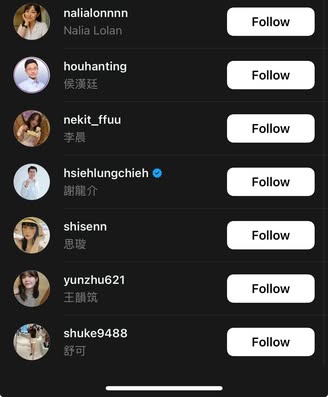 nalialonnnn
Nalia Lolan
Follow
houhanting
侯漢廷
Follow
nekit_ffuu
李晨
Follow
hsiehlungchieh
謝龍介
Follow
shisenn
思璇
Follow
yunzhu621
王韻筑
Follow
shuke9488
舒可
Follow